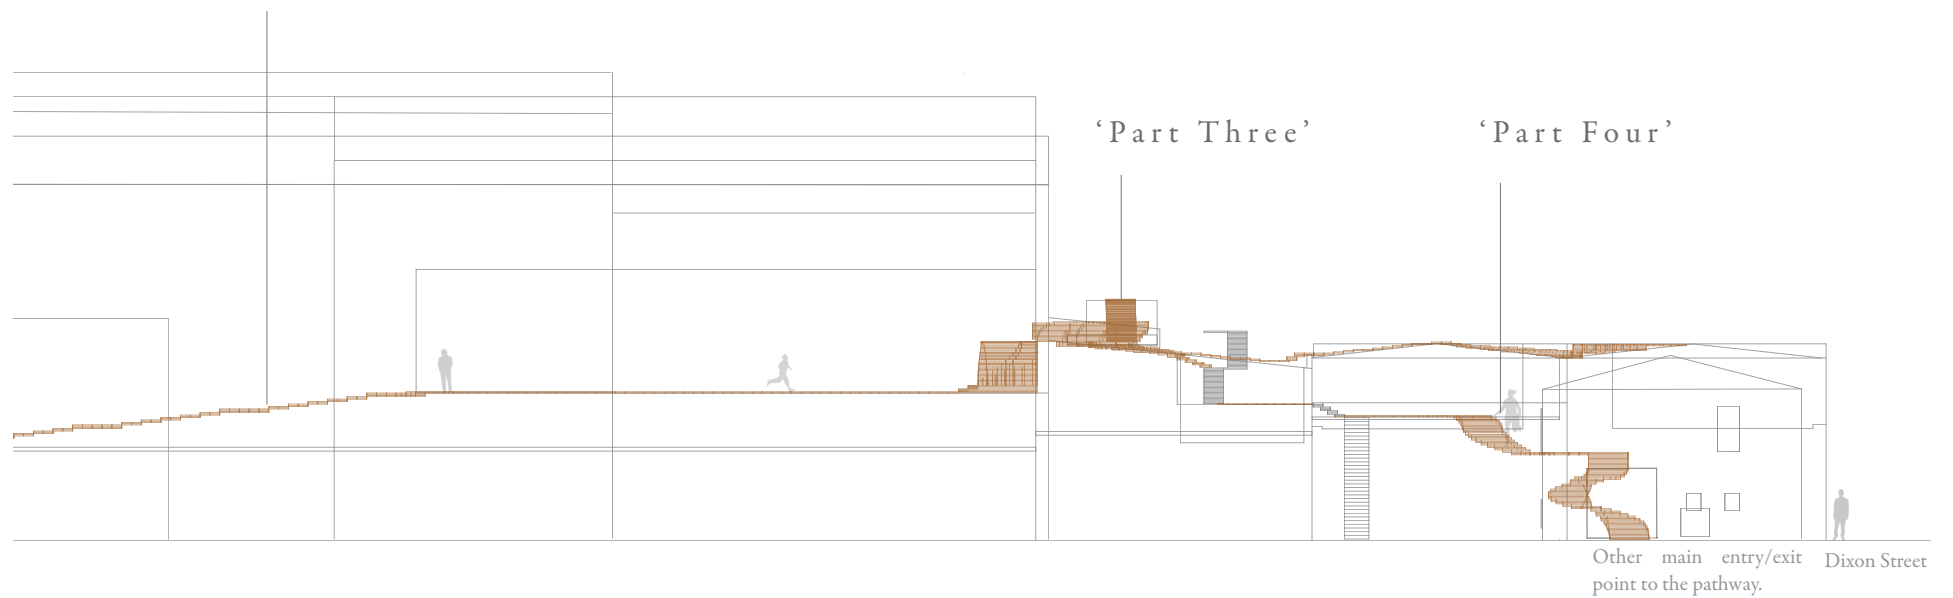 ‘Part Three’
‘Part Four’
Other main entry/exit
point to the pathway.
Dixon Street